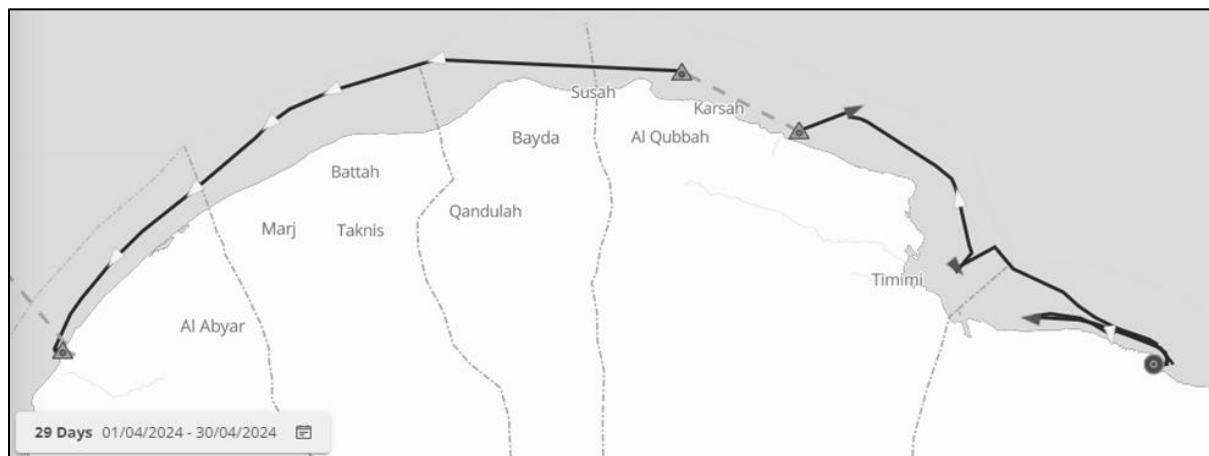 Susah
Karsah
Bayda
Al Qubbah
Battah
Qandulah
Marj
Taknis
Timimi
Al Abyar
29 Days 01/04/2024 - 30/04/2024